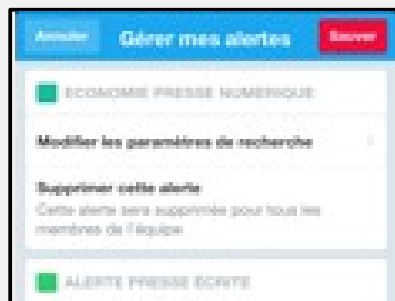 Annuler Gérer mes alertes Sauver
ECONOMIE PRESSE NUMERIQUE
Modifier les paramètres de recherche
Supprimer cette alerte
Cette alerte sera supprimée pour tous les
membres de l'équipe
ALERTE PRESSE ÉCRITE